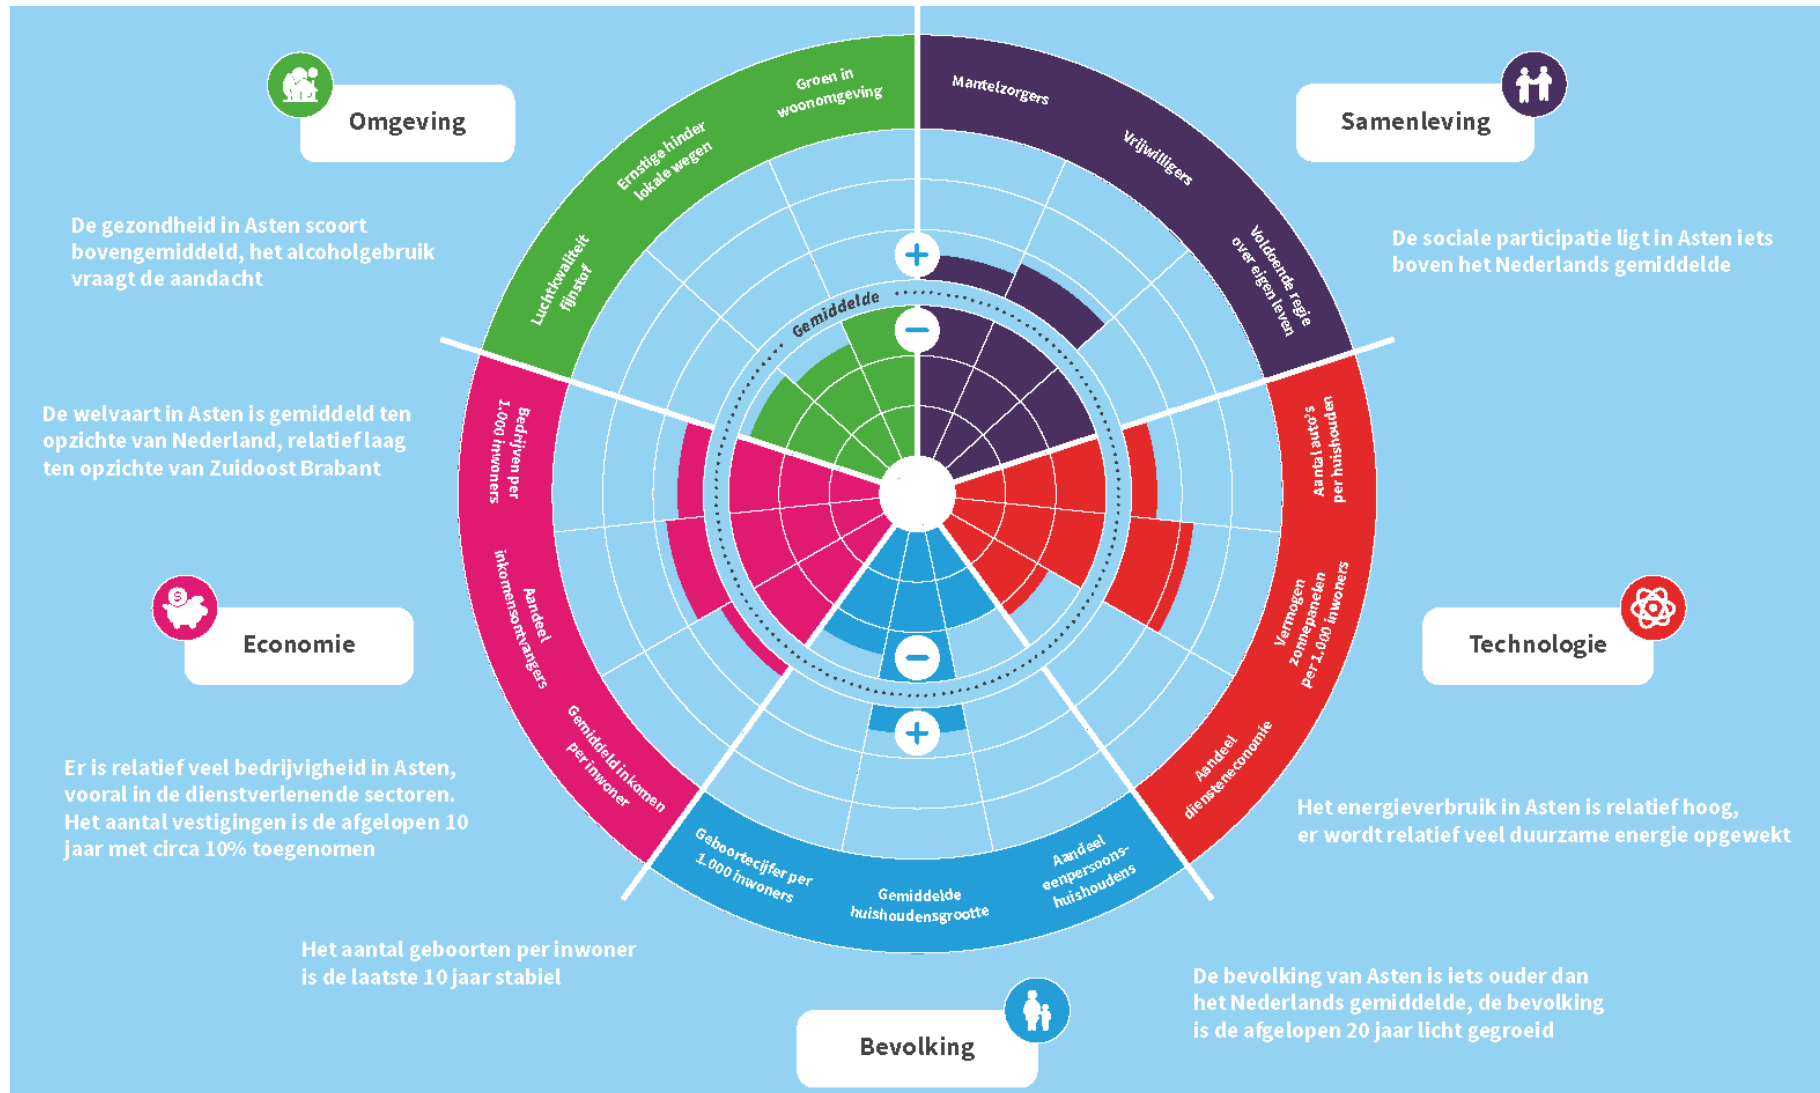 Omgeving
De gezondheid in Asten scoort
bovengemiddeld, het alcoholgebruik
vraagt de aandacht
Samenleving
De sociale participatie ligt in Asten iets
boven het Nederlands gemiddelde
Groen in
woonomgeving
Ernstige hinder
lokale wegen
Luchtkwaliteit
fijnstof
Mantelzorgers
Vrijwilligers
Voldoende regie
over eigen leven
+
Gemiddelde
−
De welvaart in Asten is gemiddeld ten
opzichte van Nederland, relatief laag
ten opzichte van Zuidoost Brabant
Bedrijven per
1.000 inwoners
Aandeel
inkomensontvangers
Gemiddeld inkomen
per inwoner
Aantal auto's
per huishouden
Vermogen
zonnepanelen
per 1.000 inwoners
Aandeel
diensteneconomie
$
Economie
Technologie
−
+
Er is relatief veel bedrijvigheid in Asten,
vooral in de dienstverlenende sectoren.
Het aantal vestigingen is de afgelopen 10
jaar met circa 10% toegenomen
Het energieverbruik in Asten is relatief hoog,
er wordt relatief veel duurzame energie opgewekt
Geboortecijfer per
1.000 inwoners
Gemiddelde
huishoudensgrootte
Aandeel
eenpersoons-
huishoudens
Het aantal geboorten per inwoner
is de laatste 10 jaar stabiel
De bevolking van Asten is iets ouder dan
het Nederlands gemiddelde, de bevolking
is de afgelopen 20 jaar licht gegroeid
Bevolking